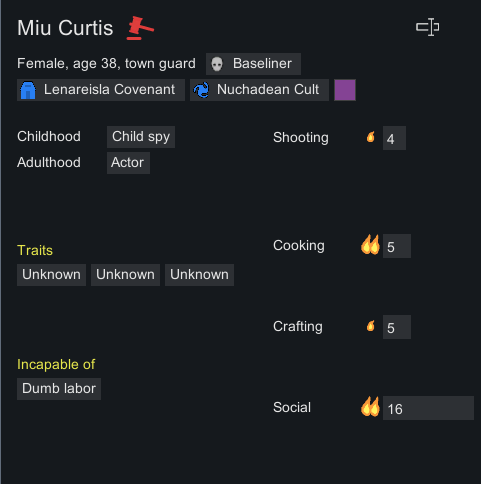 Miu Curtis
Female, age 38, town guard Baseliner
Lenareisla Covenant Nuchadean Cult
Childhood Child spy
Adulthood Actor
Traits
Unknown Unknown Unknown
Incapable of
Dumb labor
Shooting 4
Cooking 5
Crafting 5
Social 16